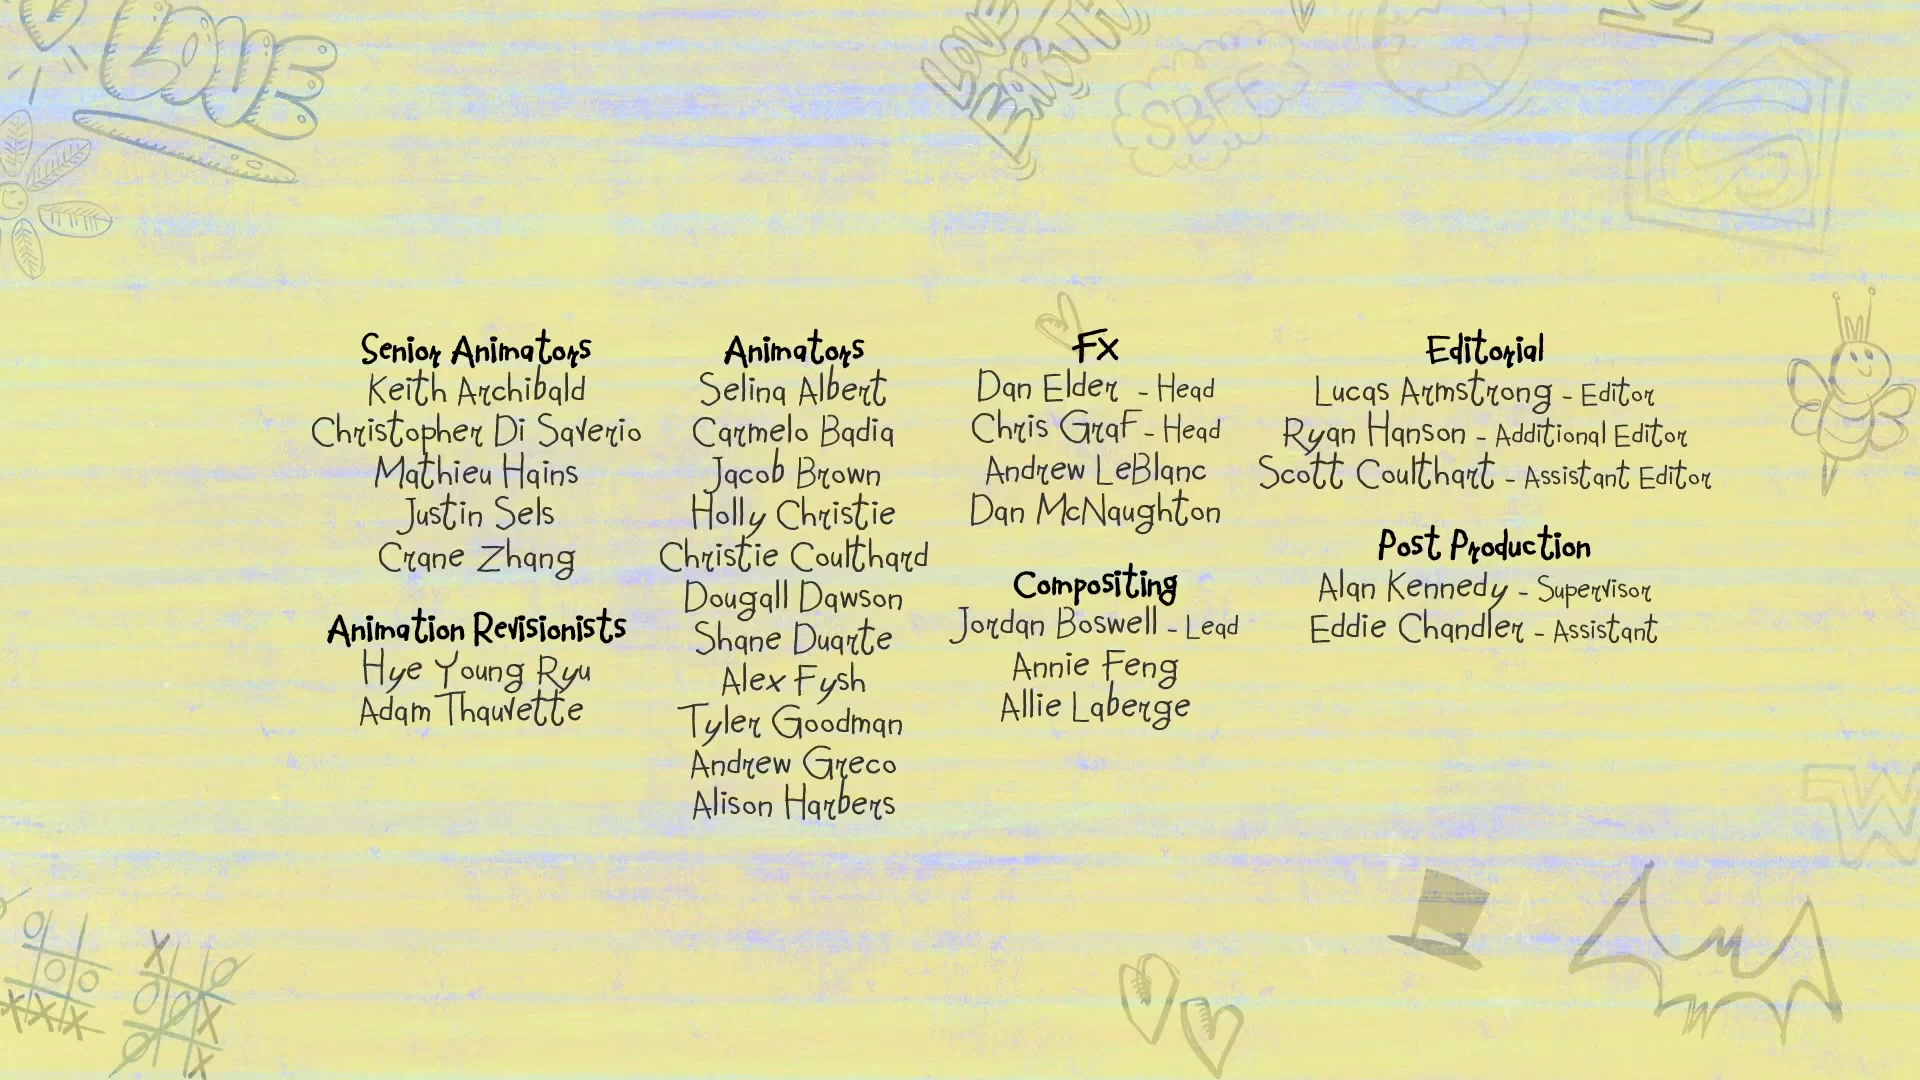 LOVE
LOVE
EARTH
SBFF
Senior Animators
Keith Archibald
Christopher Di Saverio
Mathieu Hains
Justin Sels
Crane Zhang
Animation Revisionists
Hye Young Ryu
Adam Thauvette
Animators
Selina Albert
Carmelo Badia
Jacob Brown
Holly Christie
Christie Coulthard
Dougall Dawson
Shane Duarte
Alex Fysh
Tyler Goodman
Andrew Greco
Alison Harbers
Fx
Dan Elder - Head
Chris Graf - Head
Andrew LeBlanc
Dan McNaughton
Compositing
Jordan Boswell - Lead
Annie Feng
Allie Laberge
Editorial
Lucas Armstrong - Editor
Ryan Hanson - Additional Editor
Scott Coulthart - Assistant Editor
Post Production
Alan Kennedy - Supervisor
Eddie Chandler - Assistant